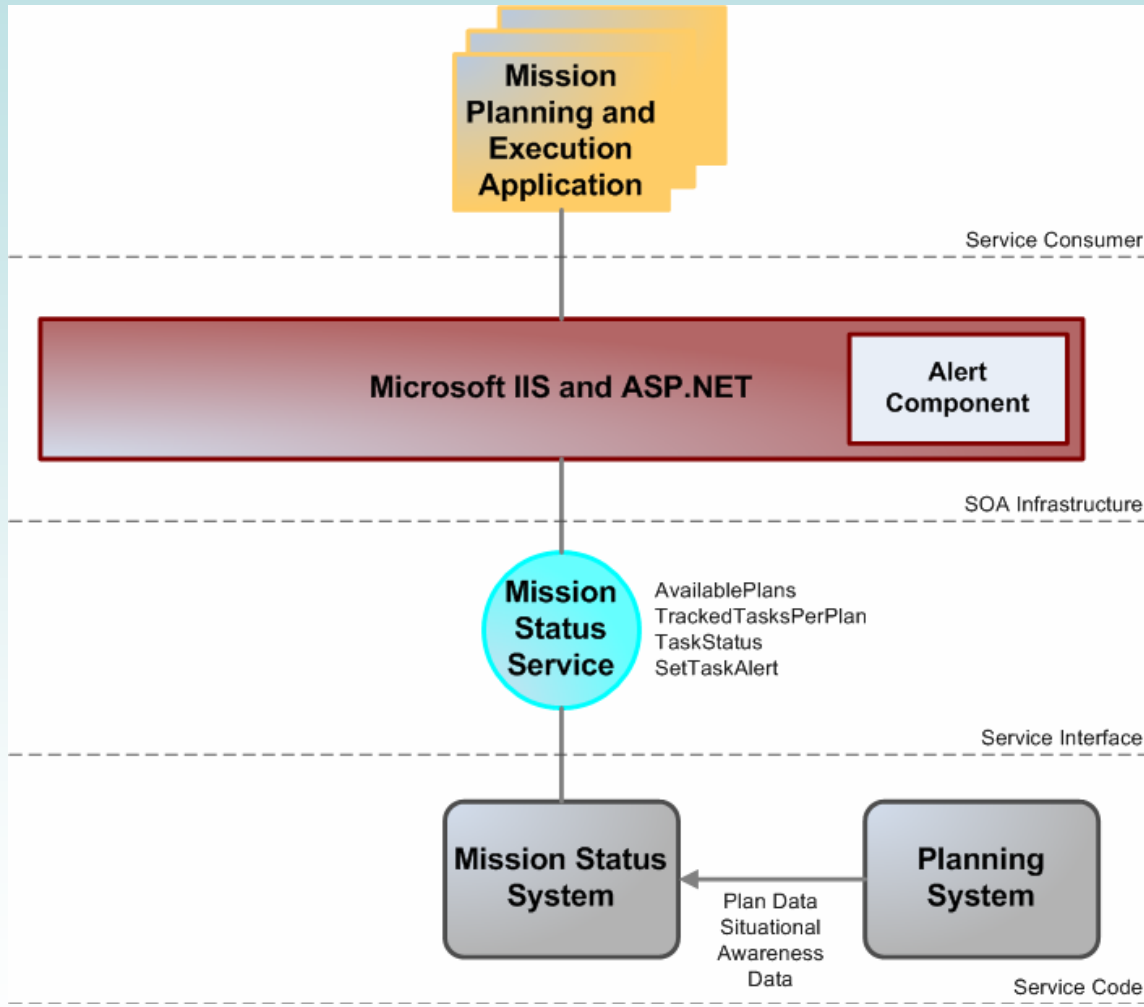 Mission
Planning and
Execution
Application
Service Consumer
Microsoft IIS and ASP.NET
Alert
Component
SOA Infrastructure
Mission
Status
Service
AvailablePlans
TrackedTasksPerPlan
TaskStatus
SetTaskAlert
Service Interface
Mission Status
System
Plan Data
Situational
Awareness
Data
Planning
System
Service Code